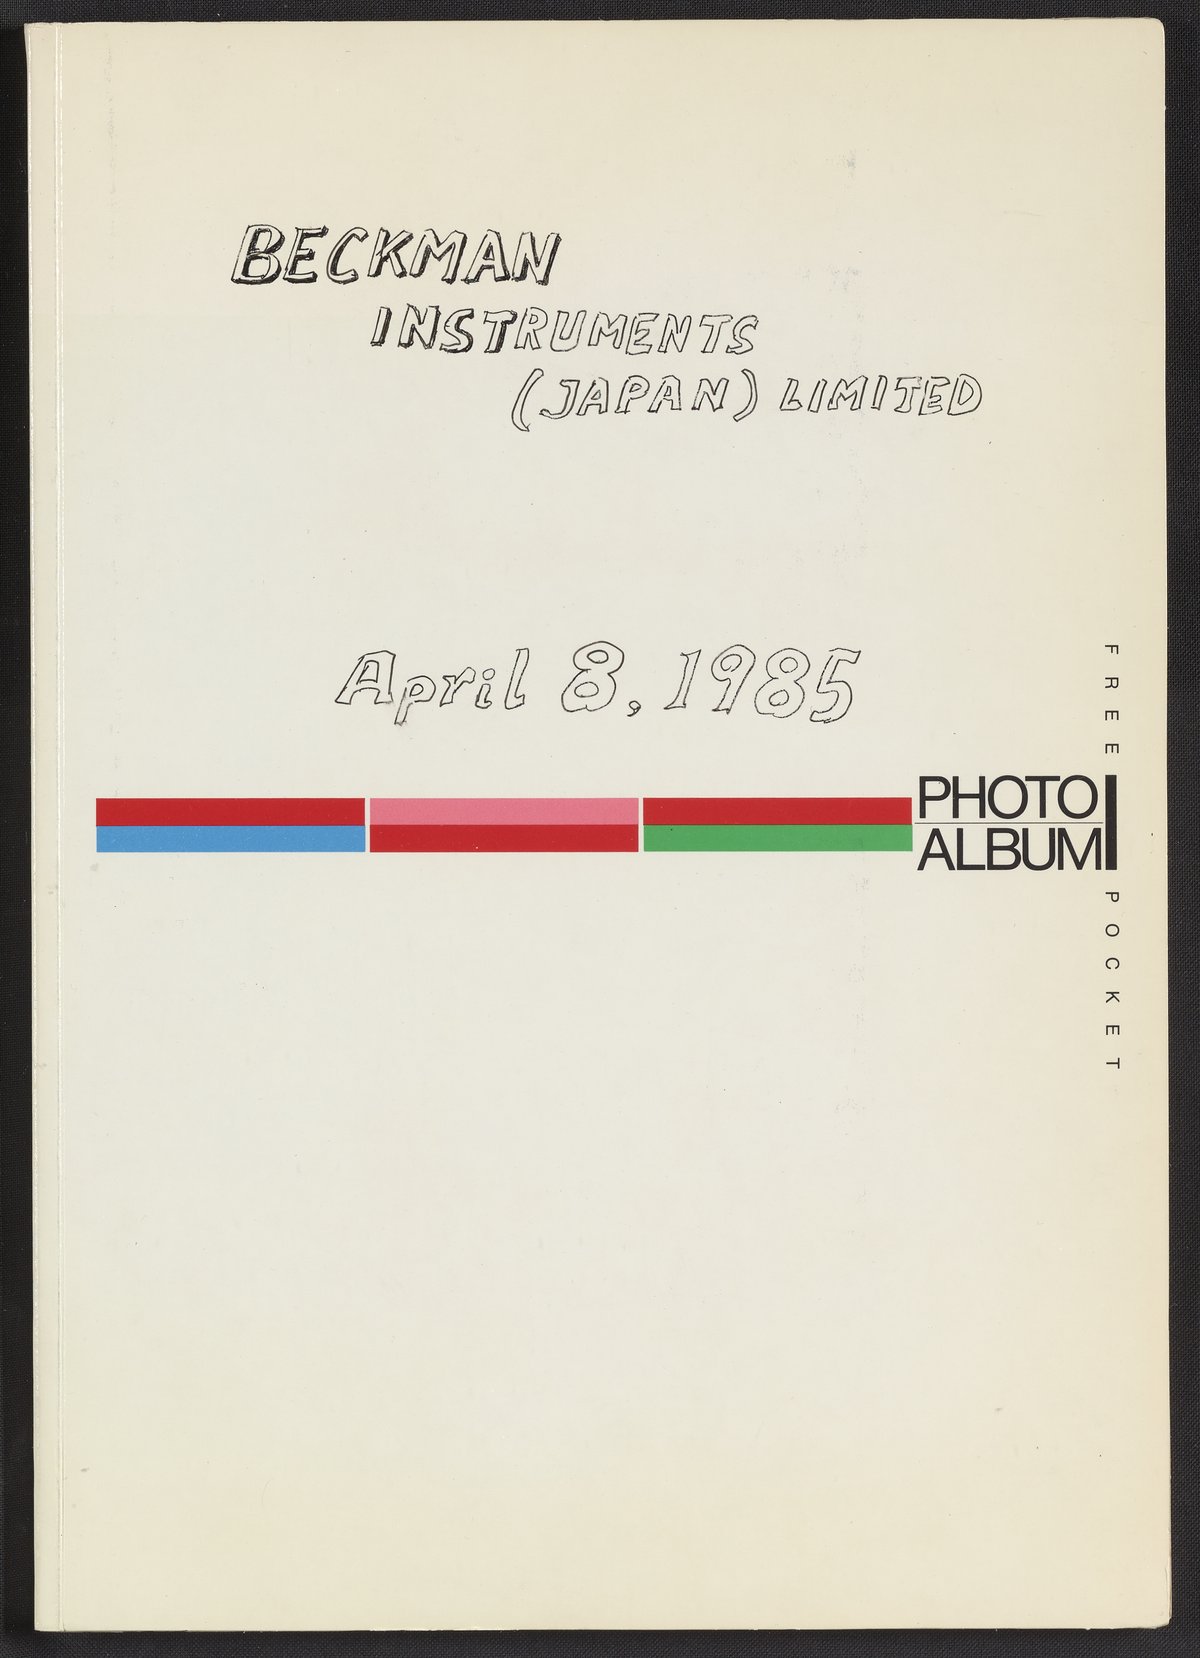 BECKMAN
INSTRUMENTS
(JAPAN) LIMITED
April 8, 1985
FREE
PHOTO
ALBUM
POCKET